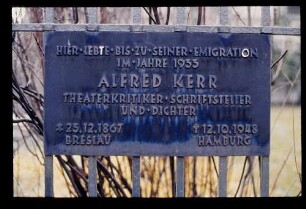 HIER·LEBTE·BIS·ZU·SEINER·EMIGRATION
IM·JAHRE·1933
ALFRED KERR
THEATERKRITIKER·SCHRIFTSTELLER
UND·DICHTER
* 25.12.1867 † 12.10.1948
BRESLAU HAMBURG